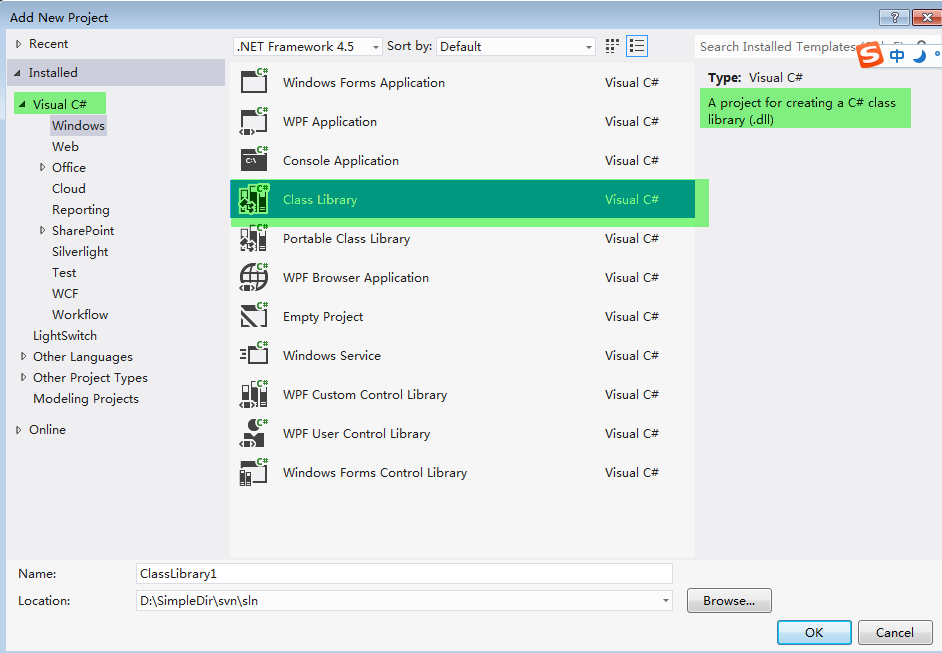 Add New Project
Recent
.NET Framework 4.5
Sort by:
Default
Search Installed Templates
Installed
Visual C#
Windows
Web
Office
Cloud
Reporting
SharePoint
Silverlight
Test
WCF
Workflow
LightSwitch
Other Languages
Other Project Types
Modeling Projects
Online
Windows Forms Application Visual C#
WPF Application Visual C#
Console Application Visual C#
Class Library Visual C#
Portable Class Library Visual C#
WPF Browser Application Visual C#
Empty Project Visual C#
Windows Service Visual C#
WPF Custom Control Library Visual C#
WPF User Control Library Visual C#
Windows Forms Control Library Visual C#
Type: Visual C#
A project for creating a C# class
library (.dll)
中
Name: ClassLibrary1
Location: D:\SimpleDir\svn\sln
Browse...
OK
Cancel